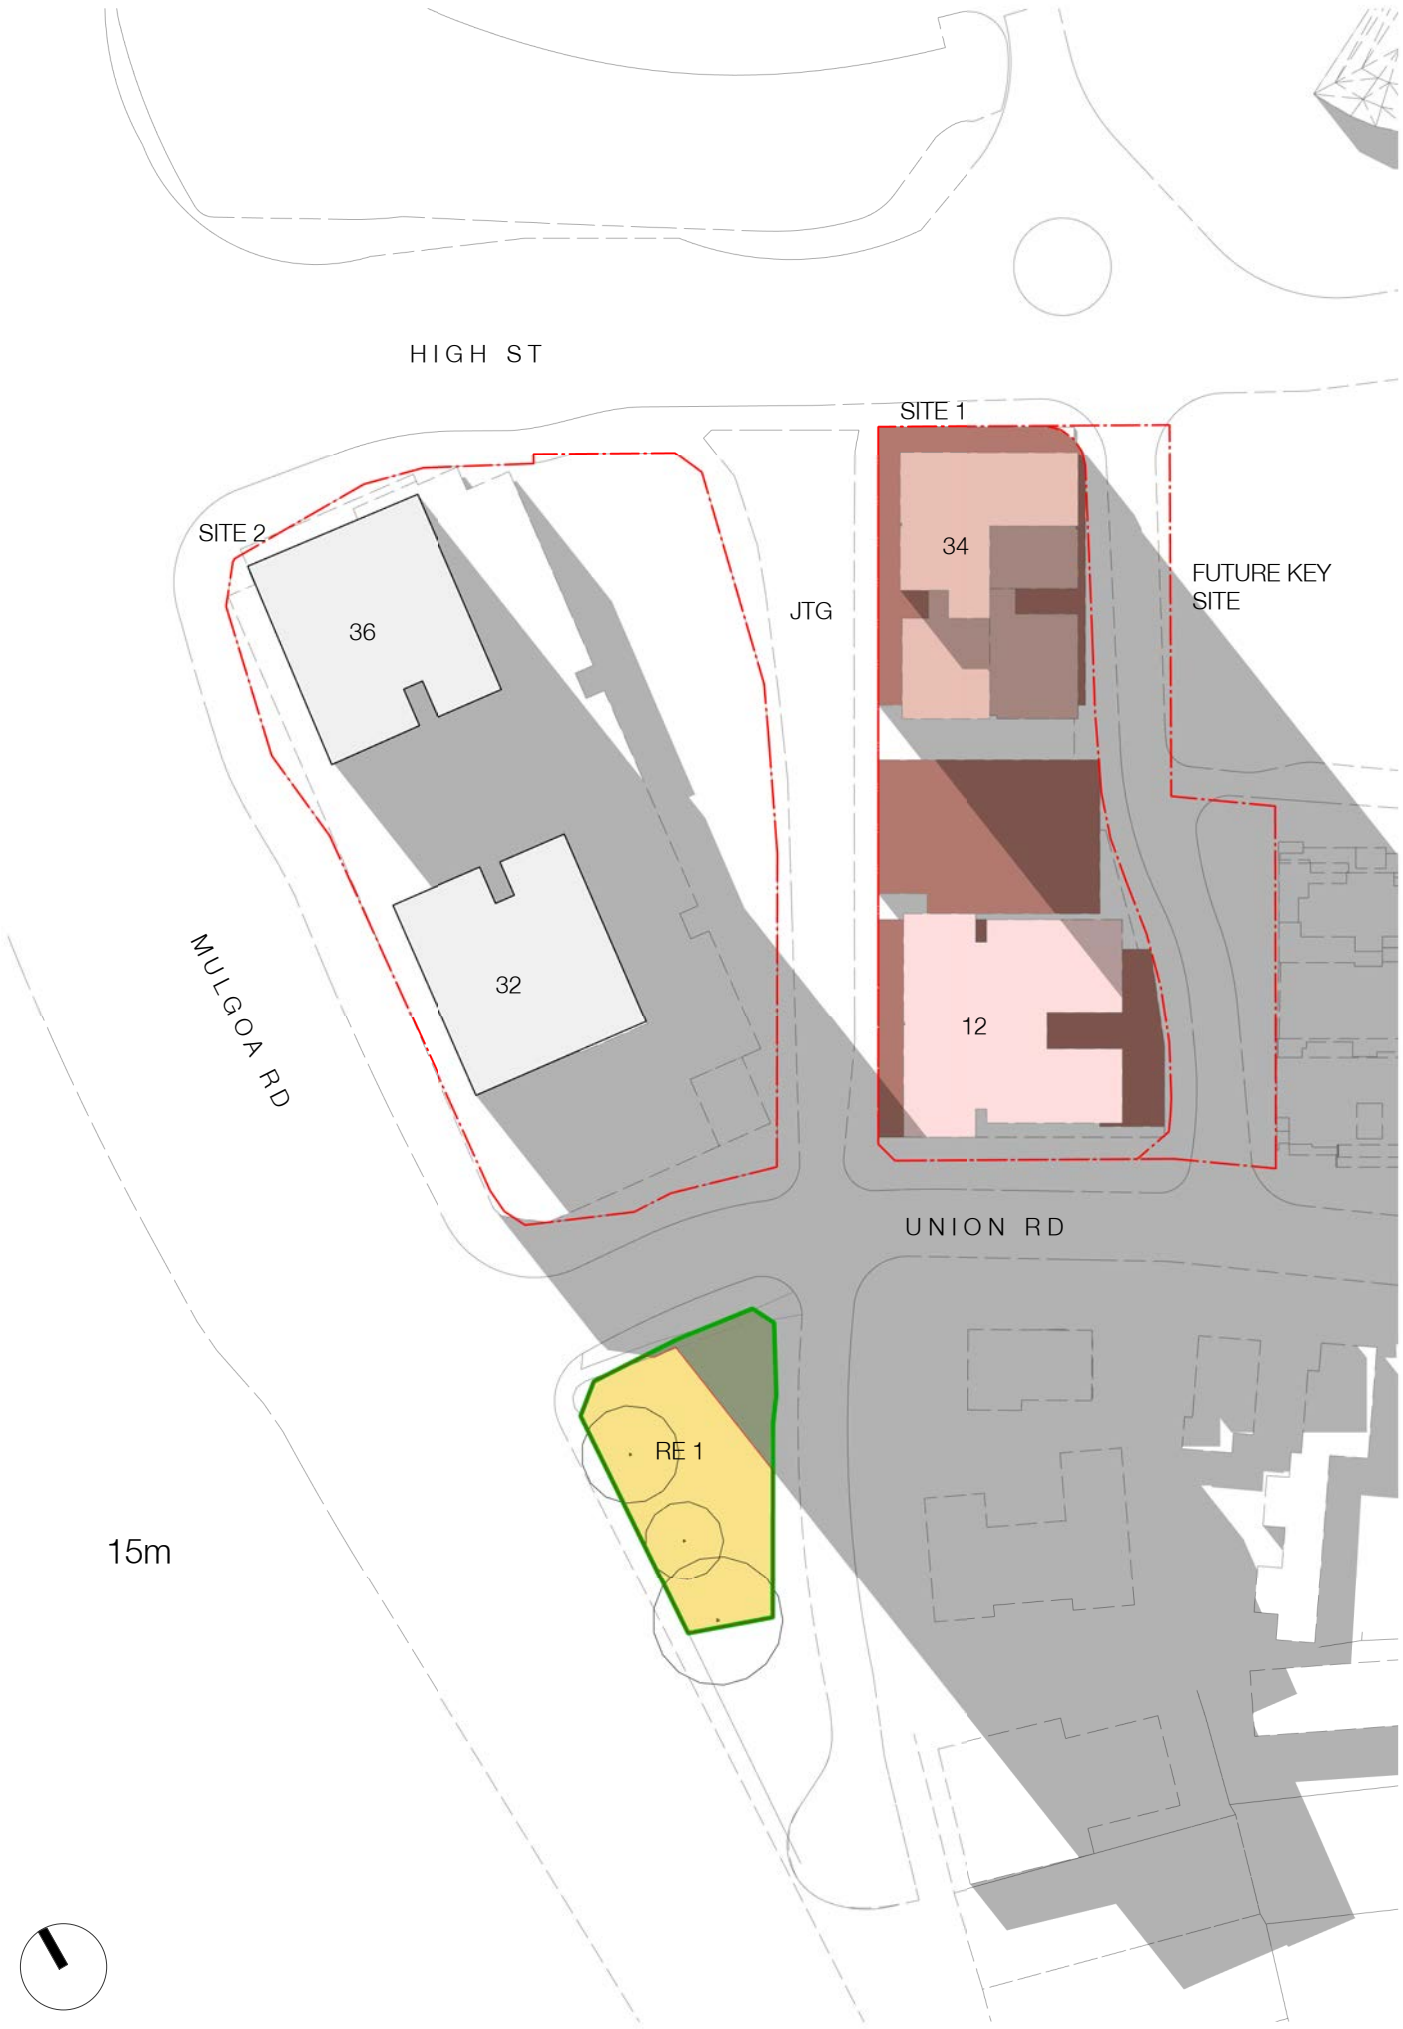 HIGH ST
SITE 1
SITE 2
34
FUTURE KEY
SITE
JTG
36
32
12
MULGOA RD
UNION RD
RE 1
15m